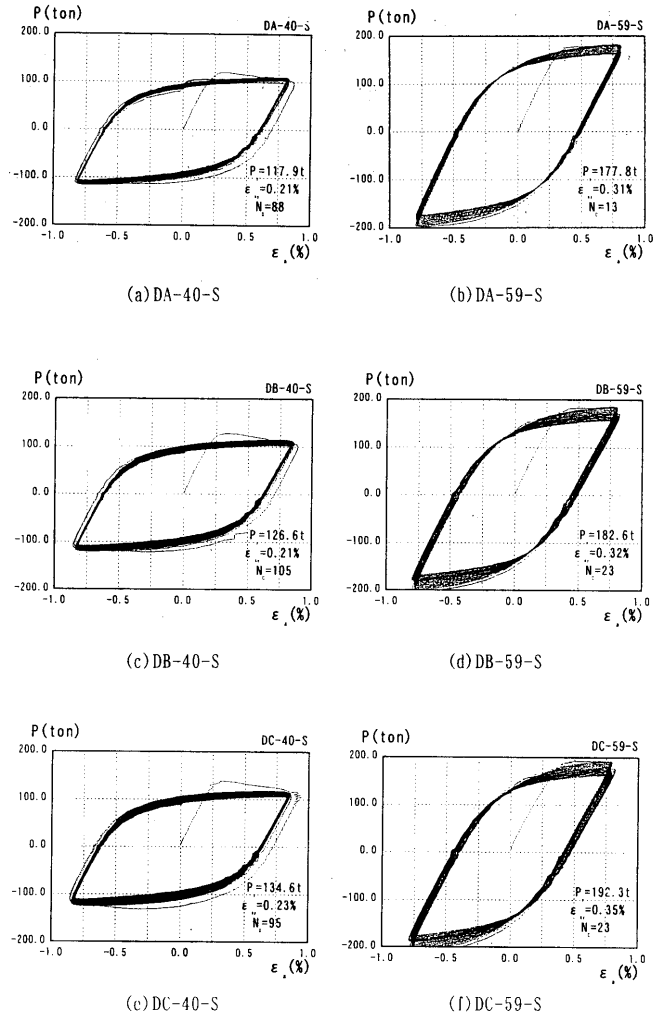 P(ton)
DA-40-S
200.0
100.0
0.0
-100.0
-200.0
P=117.9t
ε =0.21%
N =88
-1.0 -0.5 0.0 0.5 1.0
ε (%)
(a)DA-40-S
P(ton)
DA-59-S
200.0
100.0
0.0
-100.0
-200.0
P=177.8t
ε =0.31%
N =13
-1.0 -0.5 0.0 0.5 1.0
ε (%)
(b)DA-59-S
P(ton)
DB-40-S
200.0
100.0
0.0
-100.0
-200.0
P=126.6t
ε =0.21%
N =105
-1.0 -0.5 0.0 0.5 1.0
ε (%)
(c)DB-40-S
P(ton)
DB-59-S
200.0
100.0
0.0
-100.0
-200.0
P=182.6t
ε =0.32%
N =23
-1.0 -0.5 0.0 0.5 1.0
ε (%)
(d)DB-59-S
P(ton)
DC-40-S
200.0
100.0
0.0
-100.0
-200.0
P=134.6t
ε =0.23%
N =95
-1.0 -0.5 0.0 0.5 1.0
ε (%)
(e)DC-40-S
P(ton)
DC-59-S
200.0
100.0
0.0
-100.0
-200.0
P=192.3t
ε =0.35%
N =23
-1.0 -0.5 0.0 0.5 1.0
ε (%)
(f)DC-59-S